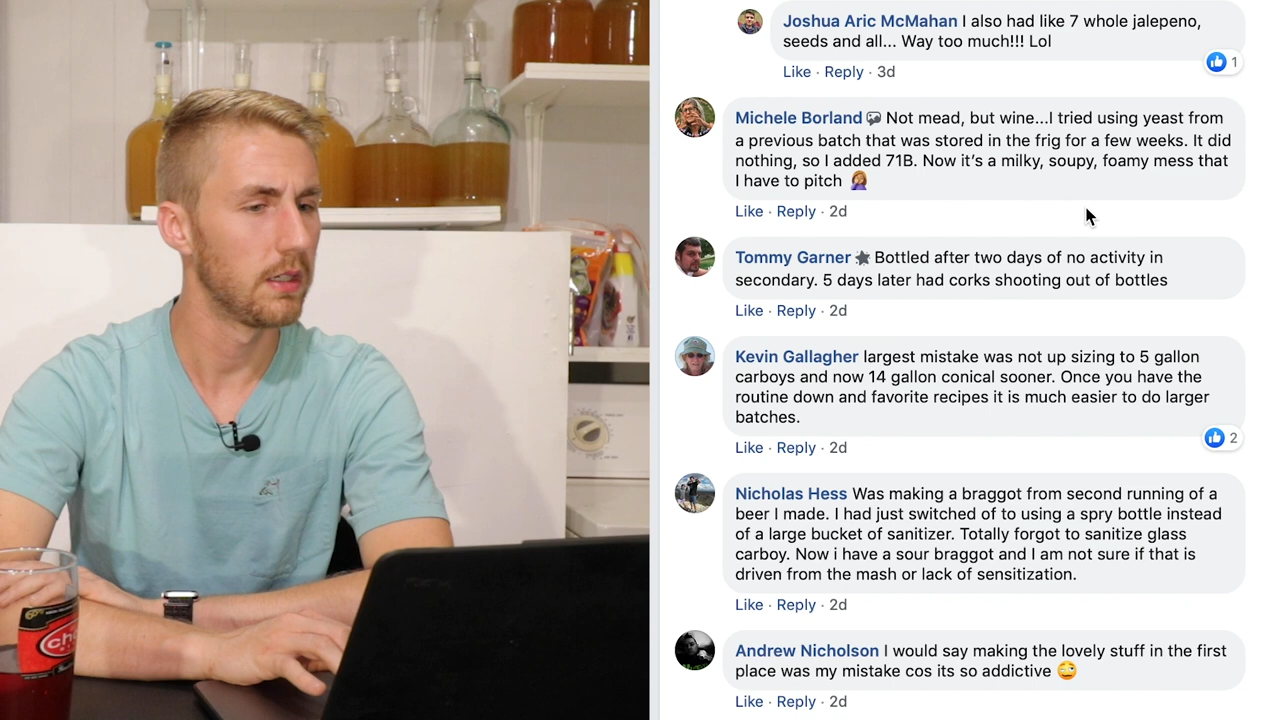 Joshua Aric McMahan I also had like 7 whole jalepeno,
seeds and all... Way too much!!! Lol
1
Like · Reply · 3d
Michele Borland Not mead, but wine...I tried using yeast from
a previous batch that was stored in the frig for a few weeks. It did
nothing, so I added 71B. Now it's a milky, soupy, foamy mess that
I have to pitch 🤦‍♀️
Like · Reply · 2d
Tommy Garner Bottled after two days of no activity in
secondary. 5 days later had corks shooting out of bottles
Like · Reply · 2d
Kevin Gallagher largest mistake was not up sizing to 5 gallon
carboys and now 14 gallon conical sooner. Once you have the
routine down and favorite recipes it is much easier to do larger
batches.
2
Like · Reply · 2d
Nicholas Hess Was making a braggot from second running of a
beer I made. I had just switched of to using a spry bottle instead
of a large bucket of sanitizer. Totally forgot to sanitize glass
carboy. Now i have a sour braggot and I am not sure if that is
driven from the mash or lack of sensitization.
Like · Reply · 2d
Andrew Nicholson I would say making the lovely stuff in the first
place was my mistake cos its so addictive 🙄
Like · Reply · 2d